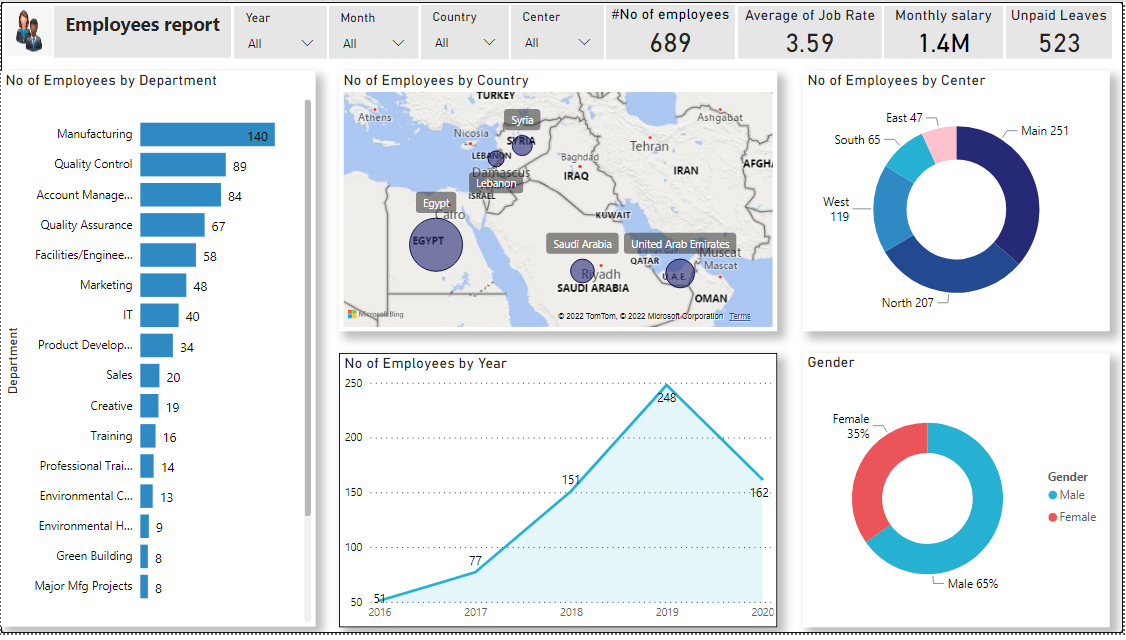 Employees report
Year
All
Month
All
Country
All
Center
All
#No of employees
689
Average of Job Rate
3.59
Monthly salary
1.4M
Unpaid Leaves
523
No of Employees by Department
Department
Manufacturing 140
Quality Control 89
Account Manage... 84
Quality Assurance 67
Facilities/Enginee... 58
Marketing 48
IT 40
Product Develop... 34
Sales 20
Creative 19
Training 16
Professional Trai... 14
Environmental C... 13
Environmental H... 9
Green Building 8
Major Mfg Projects 8
No of Employees by Country
TURKEY
Athens
Ashgabat
Syria
Nicosia
SYRIA
Tehran
LEBANON
Baghdad
AFGH
Damascus
IRAQ
IRAN
Lebanon
ISRAEL
Egypt
Cairo
KUWAIT
EGYPT
Saudi Arabia
United Arab Emirates
Muscat
QATAR
Muscat
Riyadh
U.A.E.
SAUDI ARABIA
OMAN
Microsoft Bing
© 2022 TomTom, © 2022 Microsoft Corporation Terms
No of Employees by Center
East 47
Main 251
South 65
West
119
North 207
No of Employees by Year
250
200
150
100
50
51
77
151
248
162
2016 2017 2018 2019 2020
Gender
Female
35%
Male 65%
Gender
Male
Female